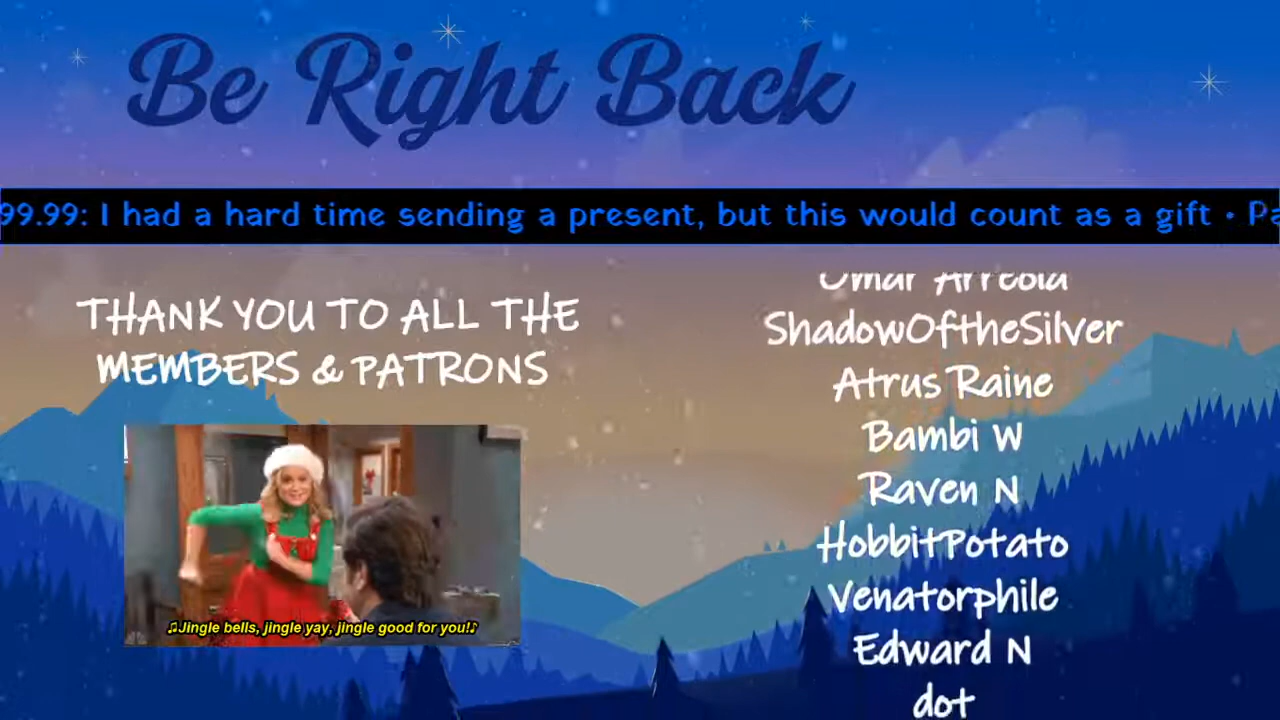 Be Right Back
99.99: I had a hard time sending a present, but this would count as a gift •
THANK YOU TO ALL THE
MEMBERS & PATRONS
♫Jingle bells, jingle yay, jingle good for you!♪
Omar Arreola
ShadowOftheSilver
Atrus Raine
Bambi W
Raven N
HobbitPotato
Venatorphile
Edward N
dot